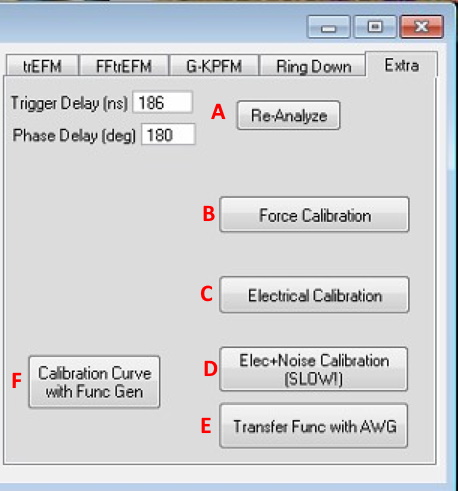 trEFM FFtrEFM G-KPFM Ring Down Extra
Trigger Delay (ns) 186
Phase Delay (deg) 180
A Re-Analyze
B Force Calibration
C Electrical Calibration
D Elec+Noise Calibration
(SLOW!)
F Calibration Curve
with Func Gen
E Transfer Func with AWG